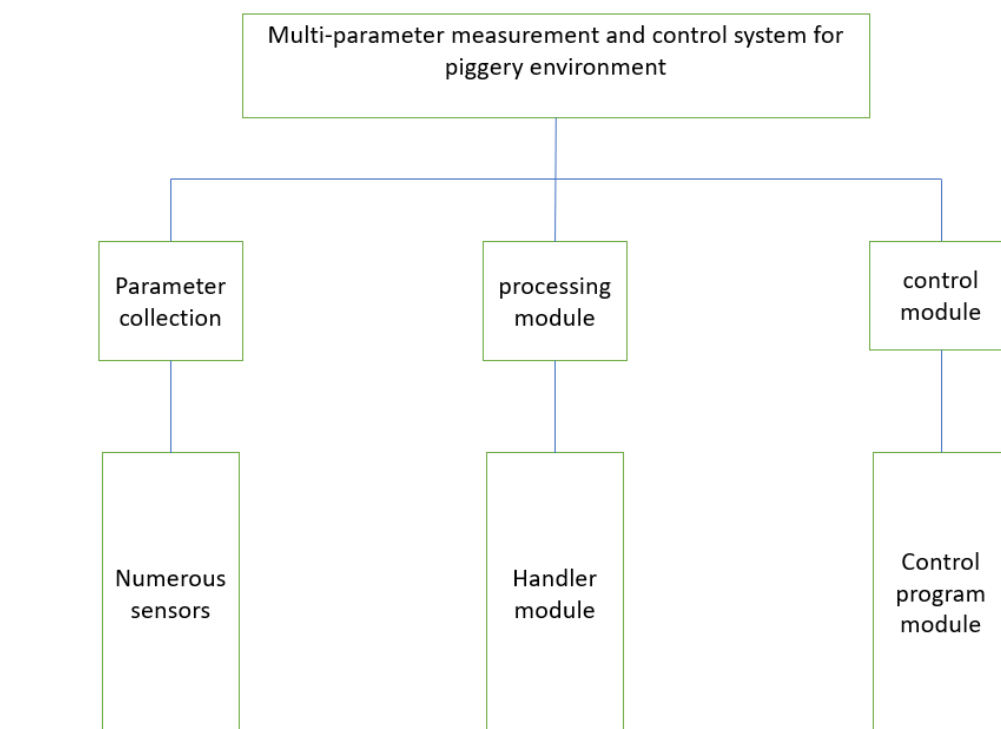 Multi-parameter measurement and control system for
piggery environment
Parameter
collection
processing
module
control
module
Numerous
sensors
Handler
module
Control
program
module